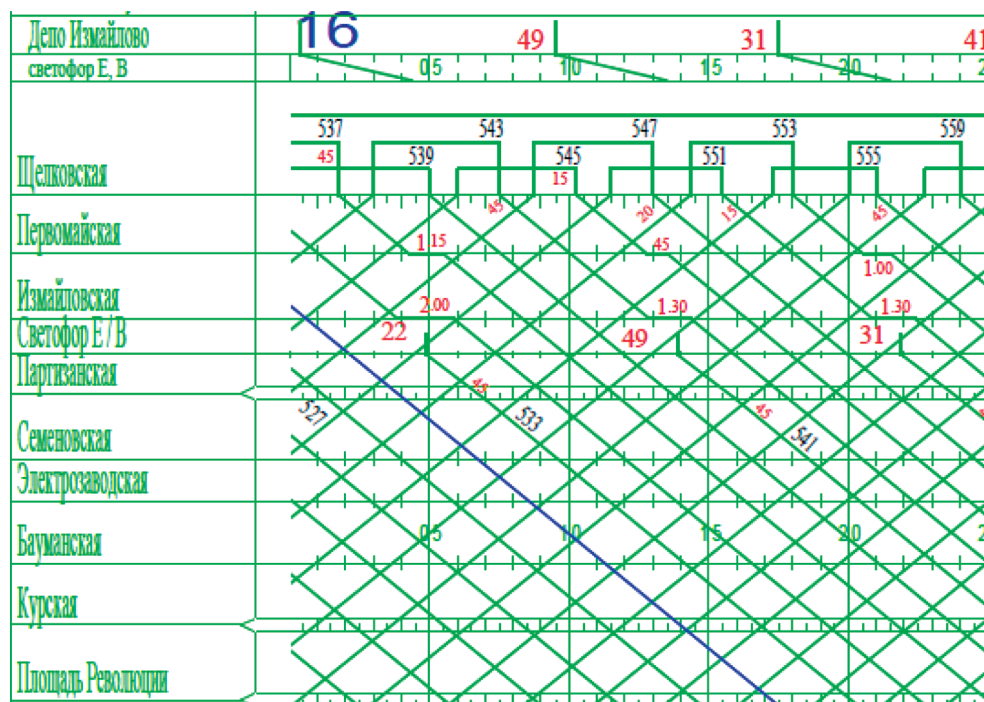 Депо Измайлово 16 49 31 41
светофор Е, В 05 10 15 20 2
537 543 547 553 559
45 539 545 551 555
Щелковская 15
45 20 15 45
Первомайская 1.15 45
1.00
Измайловская 2.00 1.30 1.30
Светофор Е / В 22 49 31
Партизанская 45
527 533 45 541
Семеновская
Электрозаводская
Бауманская 05 10 15 20 2
Курская
Площадь Революции